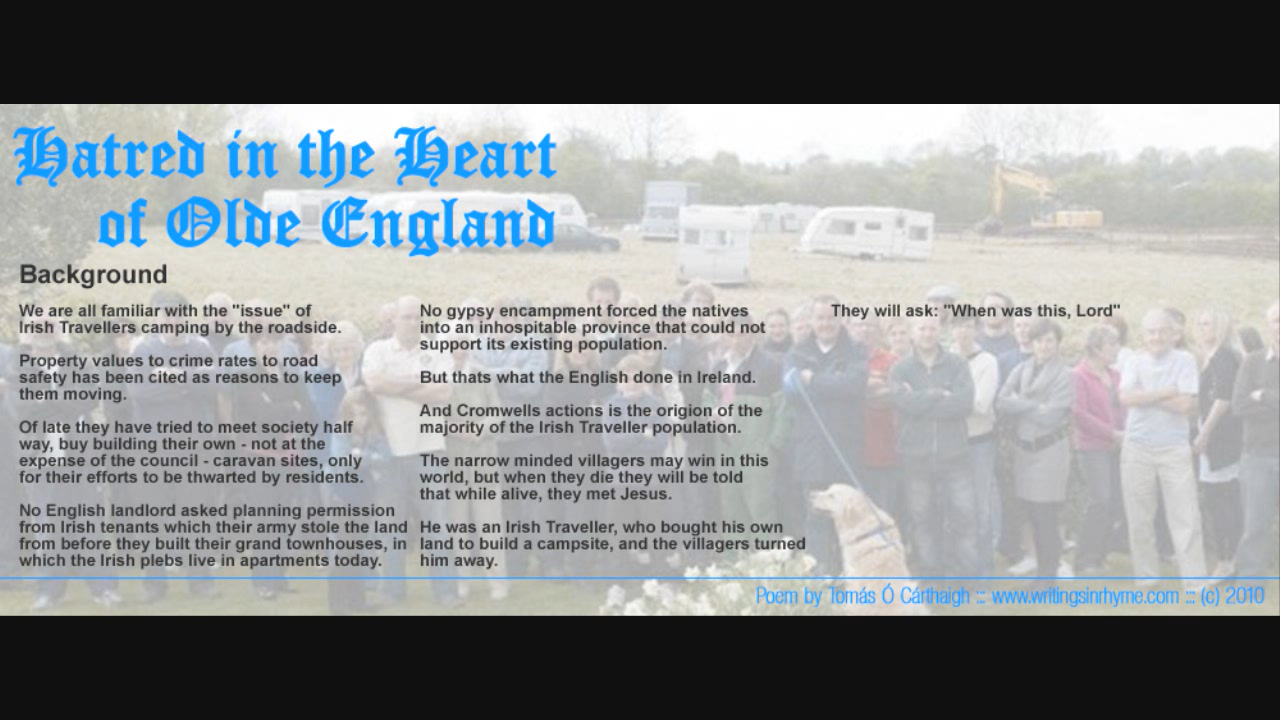 Hatred in the Heart
of Olde England
Background
We are all familiar with the "issue" of
Irish Travellers camping by the roadside.
Property values to crime rates to road
safety has been cited as reasons to keep
them moving.
Of late they have tried to meet society half
way, buy building their own - not at the
expense of the council - caravan sites, only
for their efforts to be thwarted by residents.
No English landlord asked planning permission
from Irish tenants which their army stole the land
from before they built their grand townhouses, in
which the Irish plebs live in apartments today.
No gypsy encampment forced the natives
into an inhospitable province that could not
support its existing population.
But thats what the English done in Ireland.
And Cromwells actions is the origion of the
majority of the Irish Traveller population.
The narrow minded villagers may win in this
world, but when they die they will be told
that while alive, they met Jesus.
He was an Irish Traveller, who bought his own
land to build a campsite, and the villagers turned
him away.
They will ask: "When was this, Lord"
Poem by Tomás Ó Cárthaigh ::: www.writingsinrhyme.com ::: (c) 2010